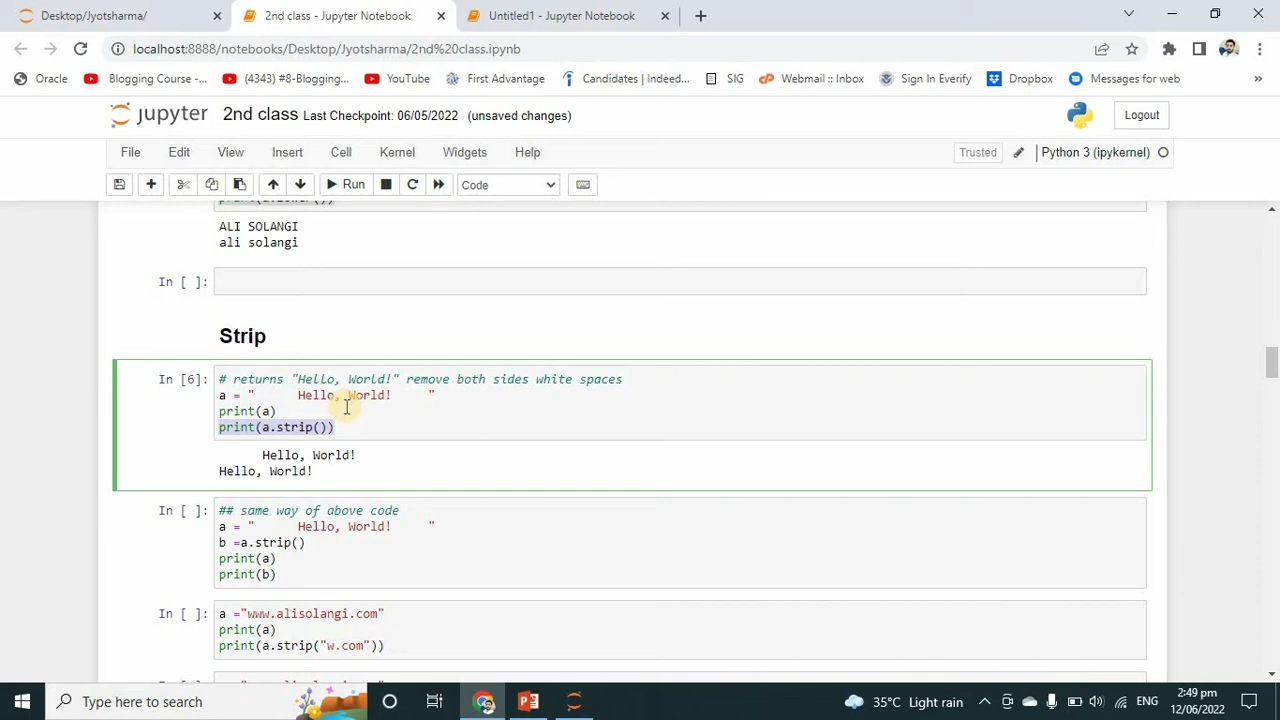 Desktop/Jyotsharma/
2nd class - Jupyter Notebook
Untitled1 - Jupyter Notebook
localhost:8888/notebooks/Desktop/Jyotsharma/2nd%20class.ipynb
Oracle
Blogging Course -...
(4343) #8-Blogging...
YouTube
First Advantage
Candidates | Indeed...
SIG
Webmail :: Inbox
Sign In Everify
Dropbox
Messages for web
»
jupyter
2nd class Last Checkpoint: 06/05/2022 (unsaved changes)
Logout
File Edit View Insert Cell Kernel Widgets Help
Trusted
Python 3 (ipykernel)
Run
Code
ALI SOLANGI
ali solangi
In [ ]:
Strip
In [6]:
# returns "Hello, World!" remove both sides white spaces
a = "      Hello, World!     "
print(a)
print(a.strip())
Hello, World!
Hello, World!
In [ ]:
## same way of above code
a = "      Hello, World!     "
b =a.strip()
print(a)
print(b)
In [ ]:
a ="www.alisolangi.com"
print(a)
print(a.strip("w.com"))
Type here to search
35°C Light rain
ENG
2:49 pm
12/06/2022